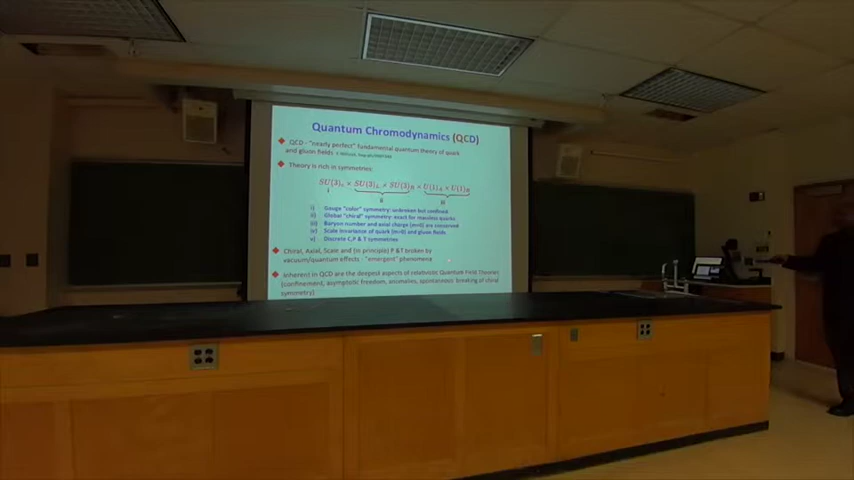 Quantum Chromodynamics (QCD)
QCD - "nearly perfect" fundamental quantum theory of quark
and gluon fields
Theory is rich in symmetries:
SU(3)c × SU(3)L × SU(3)R × U(1)A × U(1)B
i ii iii
i) Gauge "color" symmetry: unbroken but confined
ii) Global "chiral" symmetry: exact for massless quarks
iii) Baryon number and axial charge (m=0) are conserved
iv) Scale invariance of quark (m=0) and gluon fields
v) Discrete C,P & T symmetries
Chiral, Axial, Scale and (in principle) P & T broken by
vacuum/quantum effects - "emergent" phenomena
Inherent in QCD are the deepest aspects of relativistic Quantum Field Theories
(confinement, asymptotic freedom, anomalies, spontaneous breaking of chiral
symmetry)